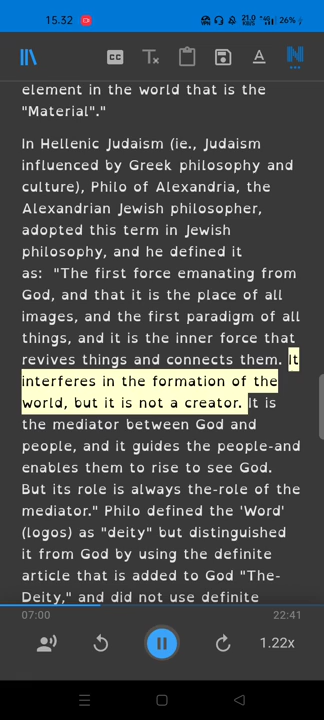 15.32
21.0
KB/s
4G
26%
CC
T×
A
N
element in the world that is the
"Material"."
In Hellenic Judaism (ie., Judaism
influenced by Greek philosophy and
culture), Philo of Alexandria, the
Alexandrian Jewish philosopher,
adopted this term in Jewish
philosophy, and he defined it
as:  "The first force emanating from
God, and that it is the place of all
images, and the first paradigm of all
things, and it is the inner force that
revives things and connects them. It
interferes in the formation of the
world, but it is not a creator. It is
the mediator between God and
people, and it guides the people-and
enables them to rise to see God.
But its role is always the-role of the
mediator." Philo defined the 'Word'
(logos) as "deity" but distinguished
it from God by using the definite
article that is added to God "The-
Deity," and did not use definite
07:00
22:41
1.22x